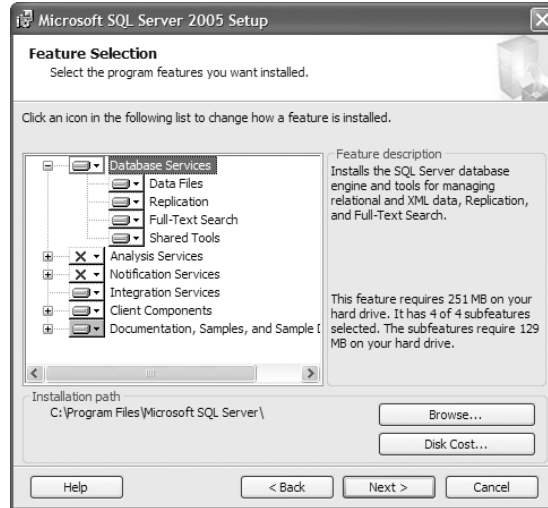 Microsoft SQL Server 2005 Setup
Feature Selection
Select the program features you want installed.
Click an icon in the following list to change how a feature is installed.
Database Services
Data Files
Replication
Full-Text Search
Shared Tools
Analysis Services
Notification Services
Integration Services
Client Components
Documentation, Samples, and Sample
Feature description
Installs the SQL Server database
engine and tools for managing
relational and XML data, Replication,
and Full-Text Search.
This feature requires 251 MB on your
hard drive. It has 4 of 4 subfeatures
selected. The subfeatures require 129
MB on your hard drive.
Installation path
C:\Program Files\Microsoft SQL Server\
Browse...
Disk Cost...
Help
< Back
Next >
Cancel